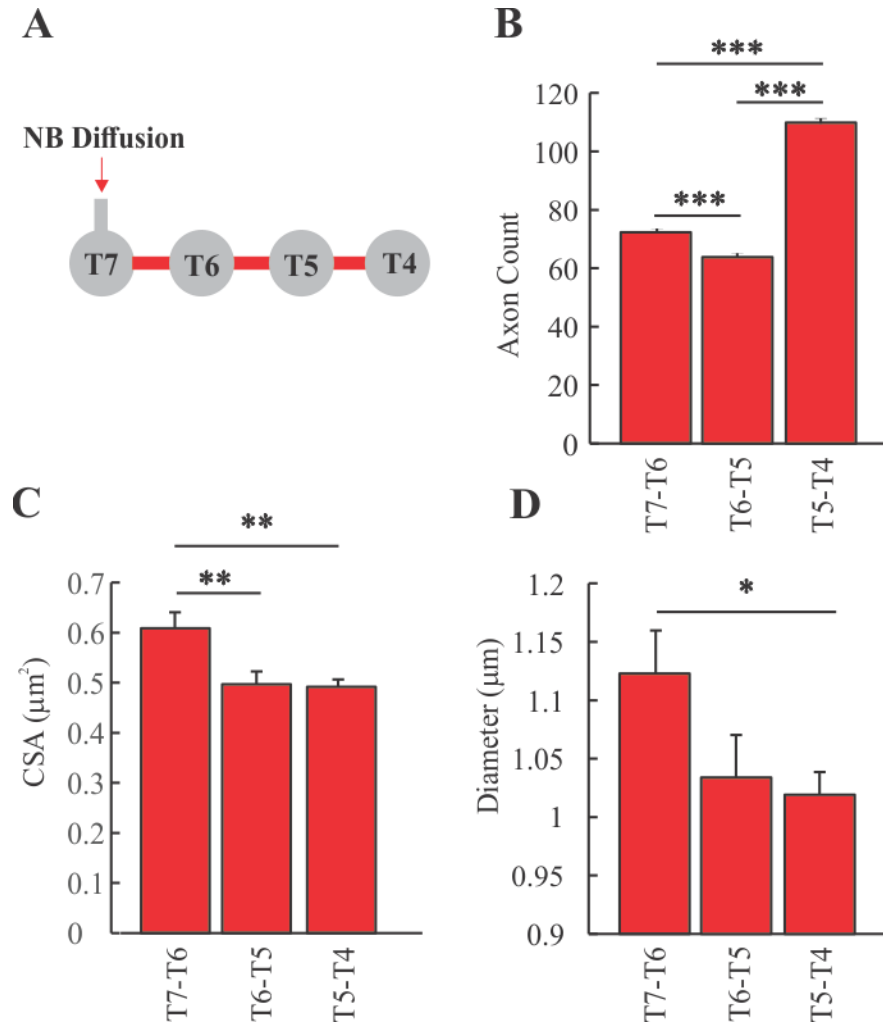 A
NB Diffusion
T7
T6
T5
T4
B
***
***
***
120
100
80
60
40
20
0
Axon Count
T7-T6
T6-T5
T5-T4
C
**
**
0.7
0.6
0.5
0.4
0.3
0.2
0.1
0
CSA (μm²)
T7-T6
T6-T5
T5-T4
D
*
1.2
1.15
1.1
1.05
1
0.95
0.9
Diameter (μm)
T7-T6
T6-T5
T5-T4